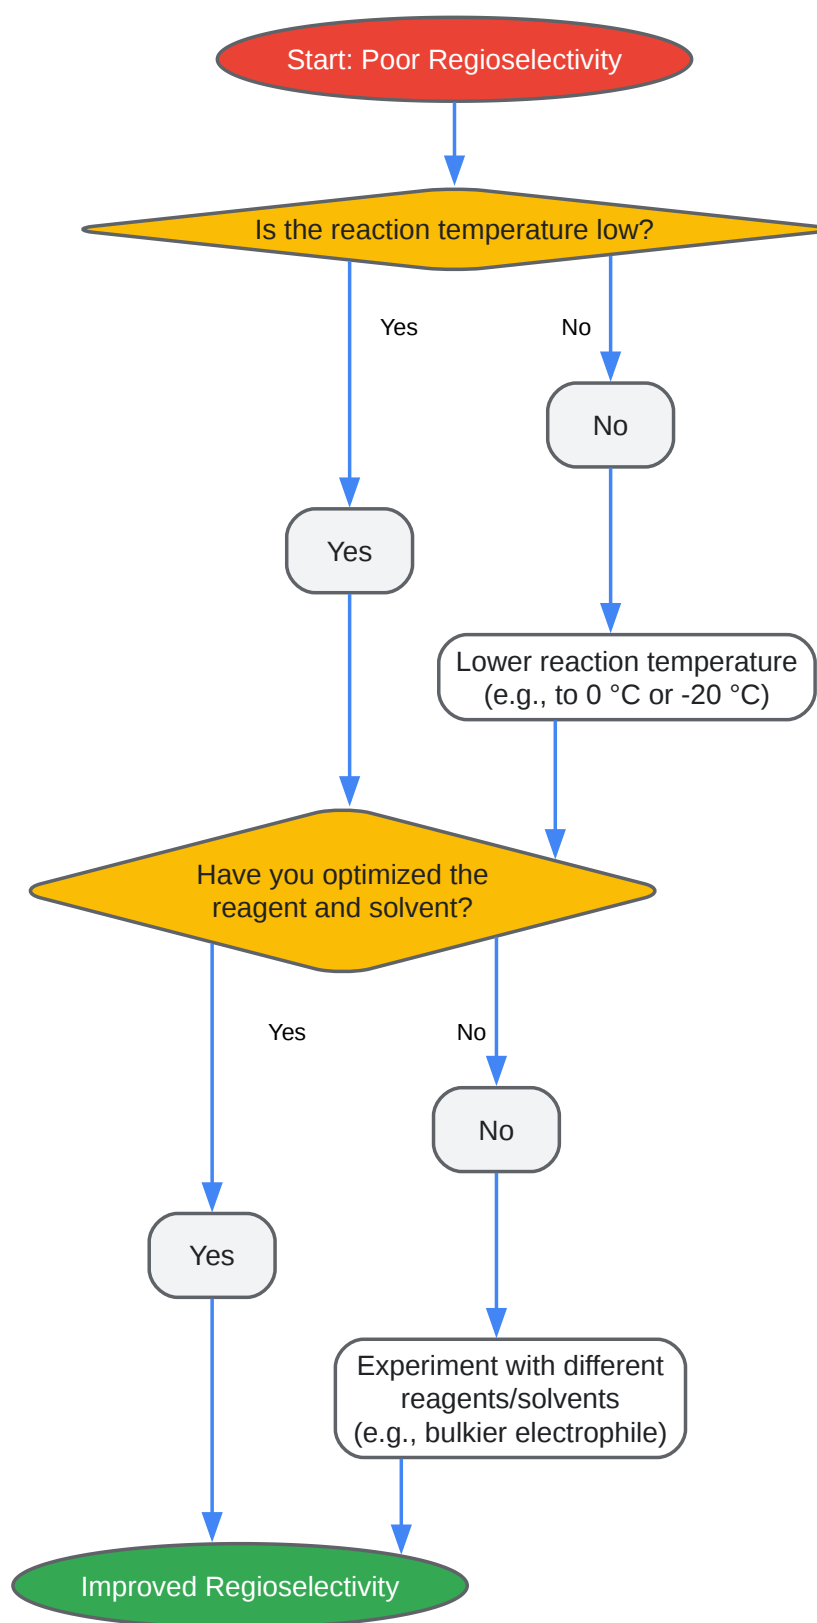 Start: Poor Regioselectivity
Is the reaction temperature low?
Yes
No
No
Yes
Lower reaction temperature
(e.g., to 0 °C or -20 °C)
Have you optimized the
reagent and solvent?
Yes
No
No
Yes
Experiment with different
reagents/solvents
(e.g., bulkier electrophile)
Improved Regioselectivity